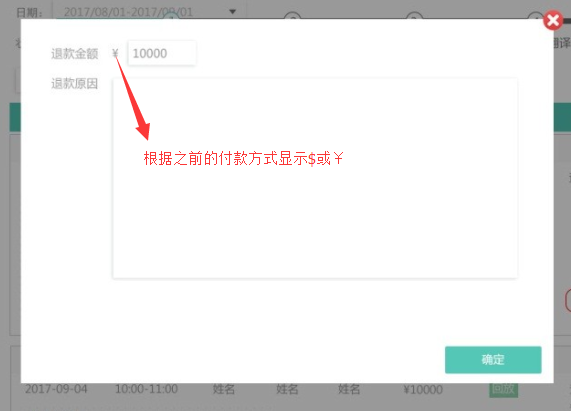 日期： 2017/08/01-2017/09/01
退款金额 ¥ 10000
退款原因
根据之前的付款方式显示$或￥
确定
2017-09-04 10:00-11:00 姓名 姓名 姓名 ¥10000 回放